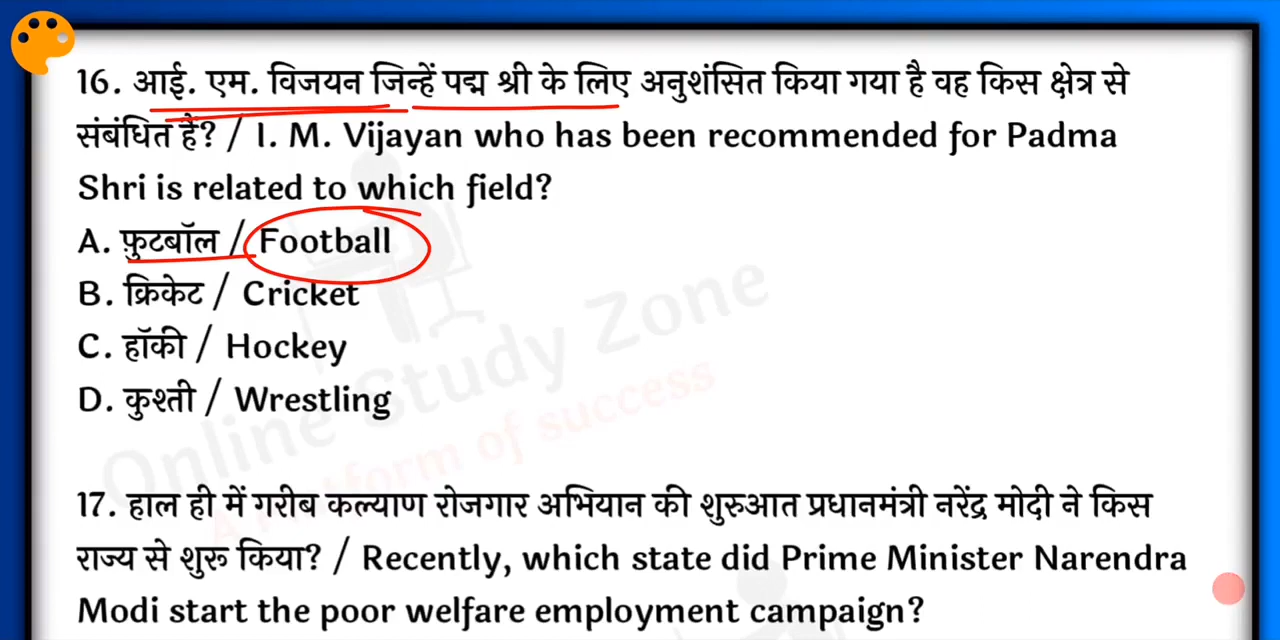 16. आई. एम. विजयन जिन्हें पद्म श्री के लिए अनुशंसित किया गया है वह किस क्षेत्र से
संबंधित हैं? / I. M. Vijayan who has been recommended for Padma
Shri is related to which field?
A. फ़ुटबॉल / Football
B. क्रिकेट / Cricket
C. हॉकी / Hockey
D. कुश्ती / Wrestling
Online Study Zone
A Platform of success
17. हाल ही में गरीब कल्याण रोजगार अभियान की शुरुआत प्रधानमंत्री नरेंद्र मोदी ने किस
राज्य से शुरू किया? / Recently, which state did Prime Minister Narendra
Modi start the poor welfare employment campaign?